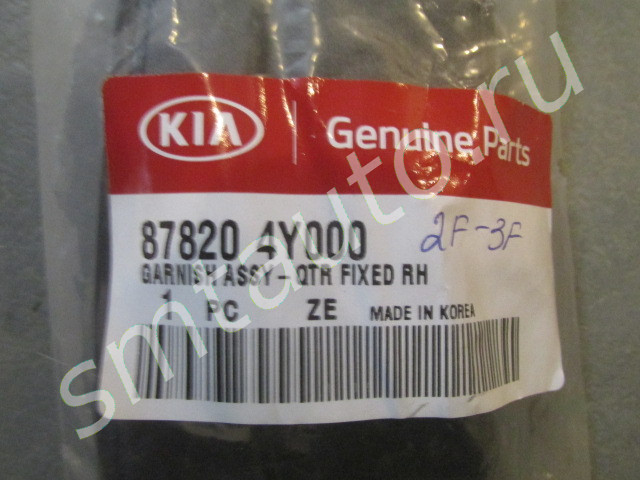 KIA Genuine Parts
87820 4Y000 2F-3F
GARNISH ASSY-QTR FIXED RH
1 PC ZE MADE IN KOREA
smtauto.ru